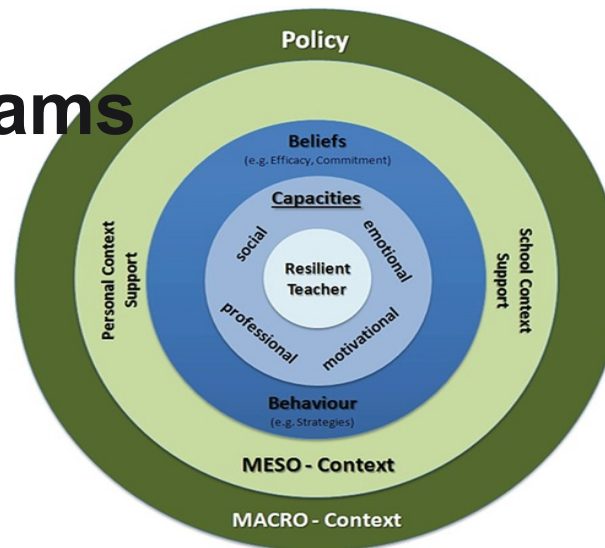 Policy
ams
Beliefs
(e.g. Efficacy, Commitment)
Capacities
social
emotional
Personal Context
Support
School Context
Support
Resilient
Teacher
professional
motivational
Behaviour
(e.g. Strategies)
MESO - Context
MACRO - Context